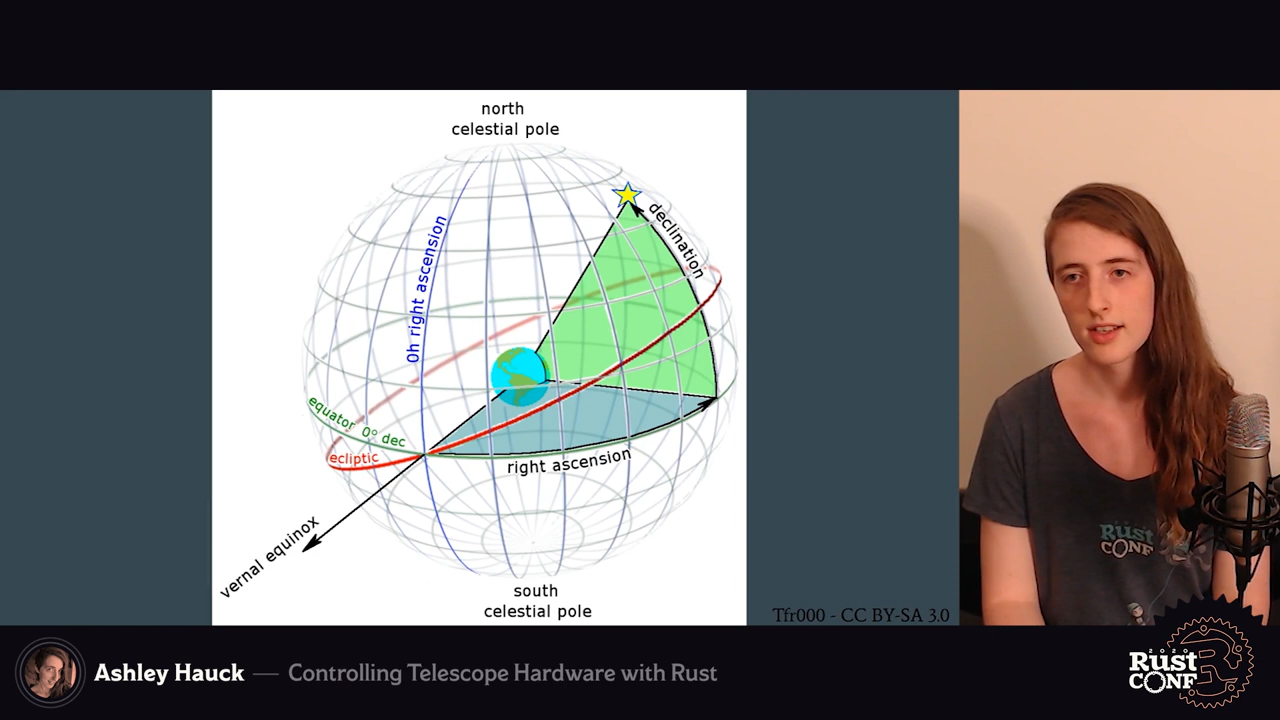 north
celestial pole
declination
0h right ascension
equator 0° dec
ecliptic
right ascension
vernal equinox
south
celestial pole
Tfr000 - CC BY-SA 3.0
Rust
CONF
Ashley Hauck — Controlling Telescope Hardware with Rust
2020
Rust
CONF
R